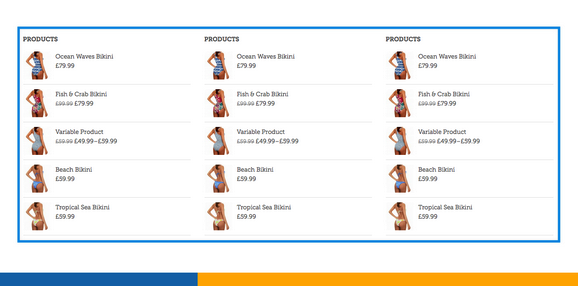 PRODUCTS
Ocean Waves Bikini
£79.99
Fish & Crab Bikini
£99.99 £79.99
Variable Product
£59.99 £49.99–£59.99
Beach Bikini
£59.99
Tropical Sea Bikini
£59.99
PRODUCTS
Ocean Waves Bikini
£79.99
Fish & Crab Bikini
£99.99 £79.99
Variable Product
£59.99 £49.99–£59.99
Beach Bikini
£59.99
Tropical Sea Bikini
£59.99
PRODUCTS
Ocean Waves Bikini
£79.99
Fish & Crab Bikini
£99.99 £79.99
Variable Product
£59.99 £49.99–£59.99
Beach Bikini
£59.99
Tropical Sea Bikini
£59.99